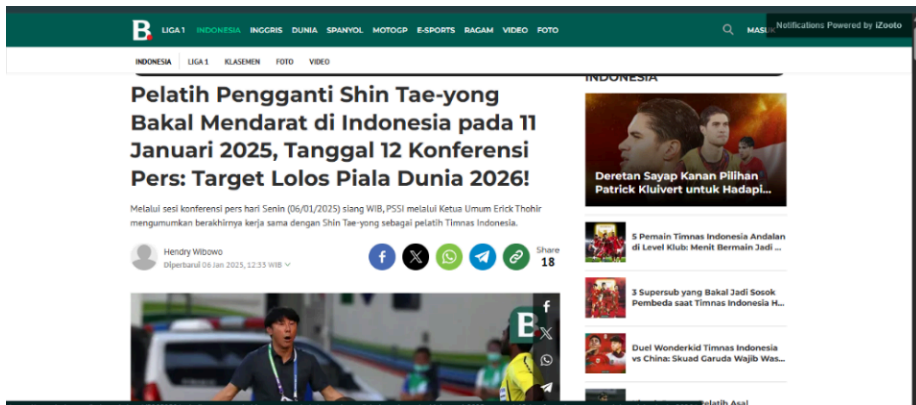 Notifications Powered by iZooto
B LIGA 1 INDONESIA INGGRIS DUNIA SPANYOL MOTOGP E-SPORTS RAGAM VIDEO FOTO MASUK
INDONESIA LIGA 1 KLASEMEN FOTO VIDEO
Pelatih Pengganti Shin Tae-yong
Bakal Mendarat di Indonesia pada 11
Januari 2025, Tanggal 12 Konferensi
Pers: Target Lolos Piala Dunia 2026!
Melalui sesi konferensi pers hari Senin (06/01/2025) siang WIB, PSSI melalui Ketua Umum Erick Thohir
mengumumkan berakhirnya kerja sama dengan Shin Tae-yong sebagai pelatih Timnas Indonesia.
Hendry Wibowo
Diperbarui 06 Jan 2025, 12:33 WIB
Share
18
B
INDONESIA
Deretan Sayap Kanan Pilihan
Patrick Kluivert untuk Hadapi...
5 Pemain Timnas Indonesia Andalan
di Level Klub: Menit Bermain Jadi ...
3 Supersub yang Bakal Jadi Sosok
Pembeda saat Timnas Indonesia H...
Duel Wonderkid Timnas Indonesia
vs China: Skuad Garuda Wajib Was...
Pelatih Asal